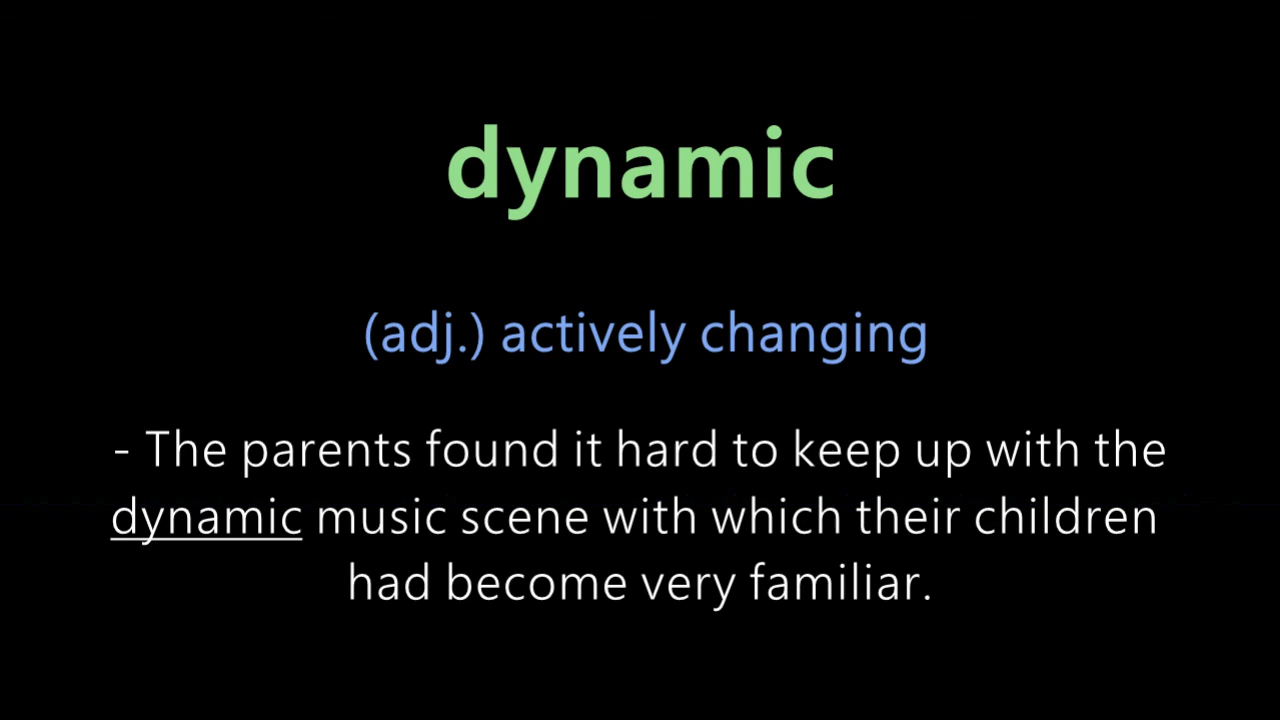 dynamic
(adj.) actively changing
- The parents found it hard to keep up with the
dynamic music scene with which their children
had become very familiar.